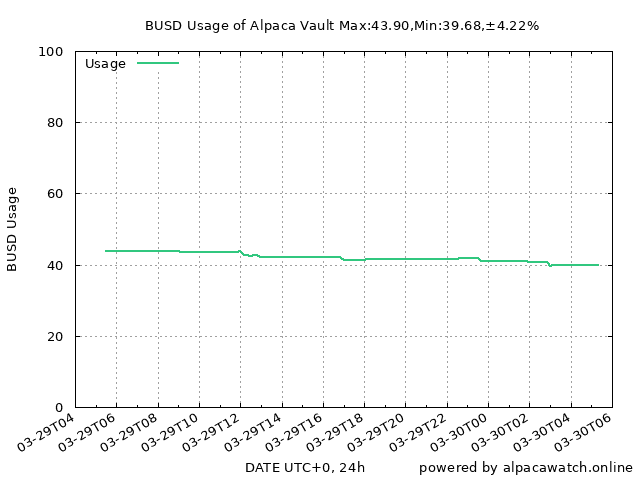 BUSD Usage of Alpaca Vault Max:43.90,Min:39.68,±4.22%
100
Usage
80
60
BUSD Usage
40
20
0
03-29T04 03-29T06 03-29T08 03-29T10 03-29T12 03-29T14 03-29T16 03-29T18 03-29T20 03-29T22 03-30T00 03-30T02 03-30T04 03-30T06
DATE UTC+0, 24h powered by alpacawatch.online